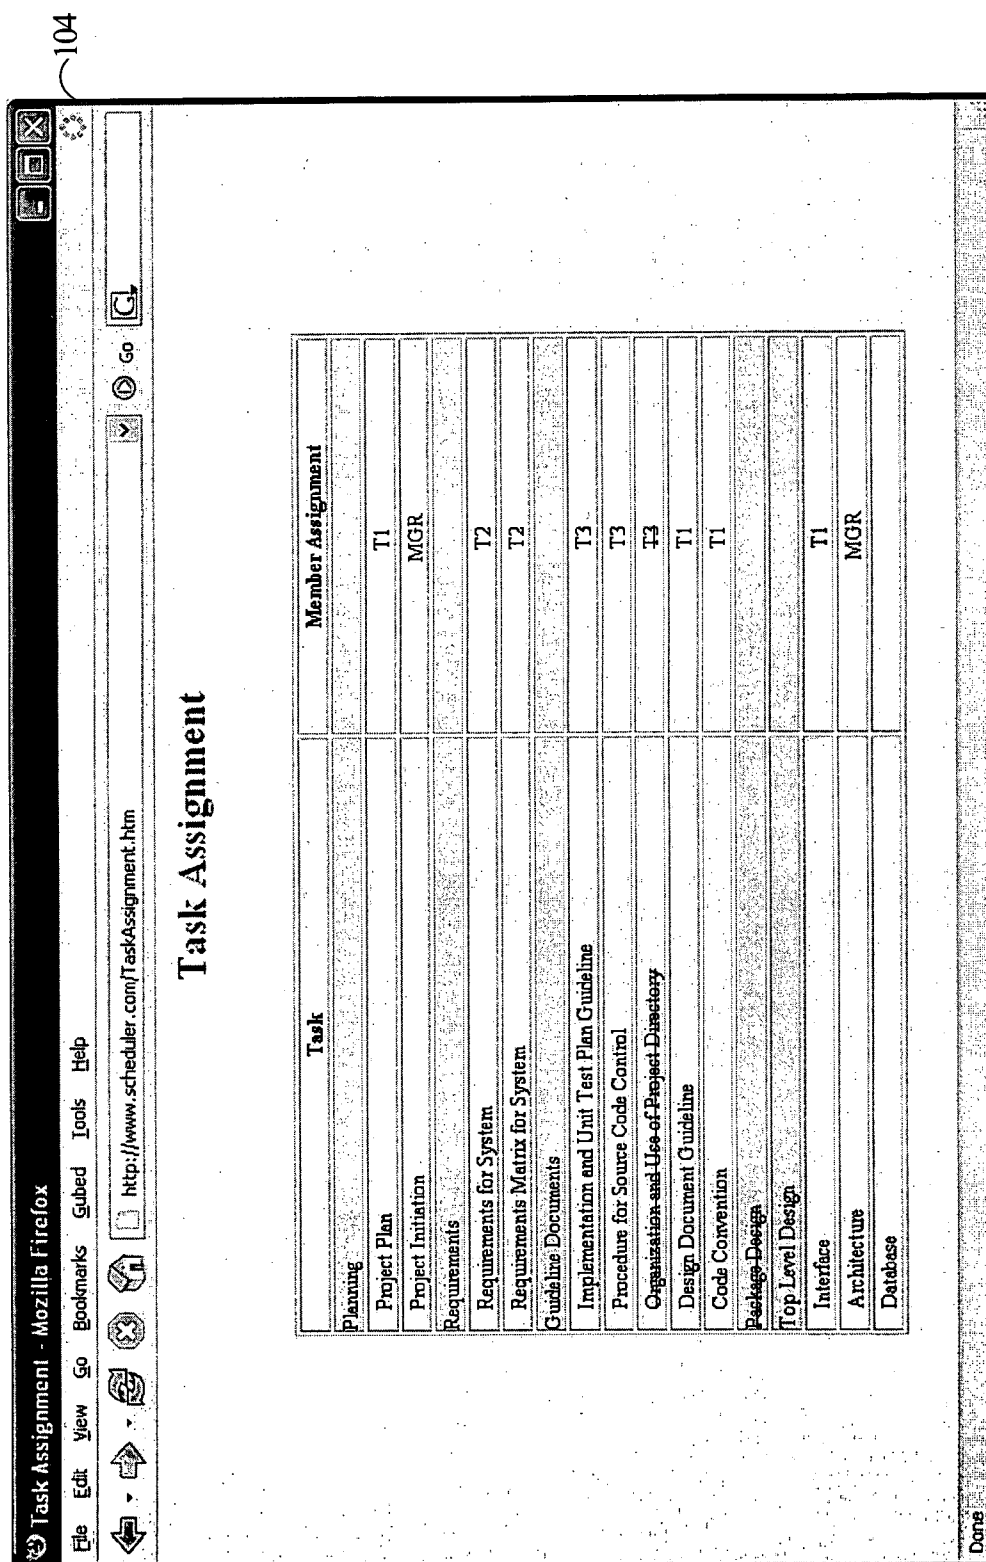 104
Task Assignment - Mozilla Firefox
File Edit View Go Bookmarks Gubed Tools Help
http://www.scheduler.com/TaskAssignment.htm Go G
Task Assignment
Task Member Assignment
Planning
Project Plan T1
Project Initiation MGR
Requirements
Requirements for System T2
Requirements Matrix for System T2
Guideline Documents
Implementation and Unit Test Plan Guideline T3
Procedure for Source Code Control T3
Organization and Use of Project Directory T3
Design Document Guideline T1
Code Convention T1
Package Design
Top Level Design
Interface T1
Architecture MGR
Database
Done